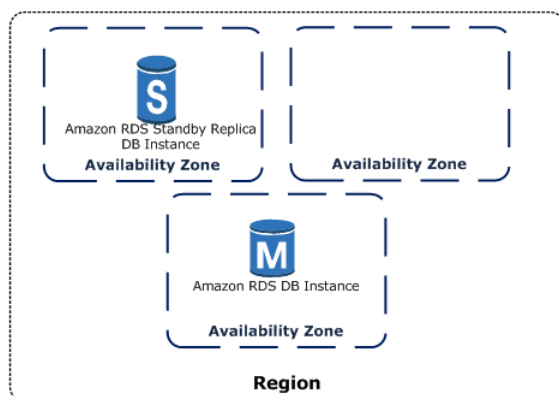 S
Amazon RDS Standby Replica
DB Instance
Availability Zone
Availability Zone
M
Amazon RDS DB Instance
Availability Zone
Region